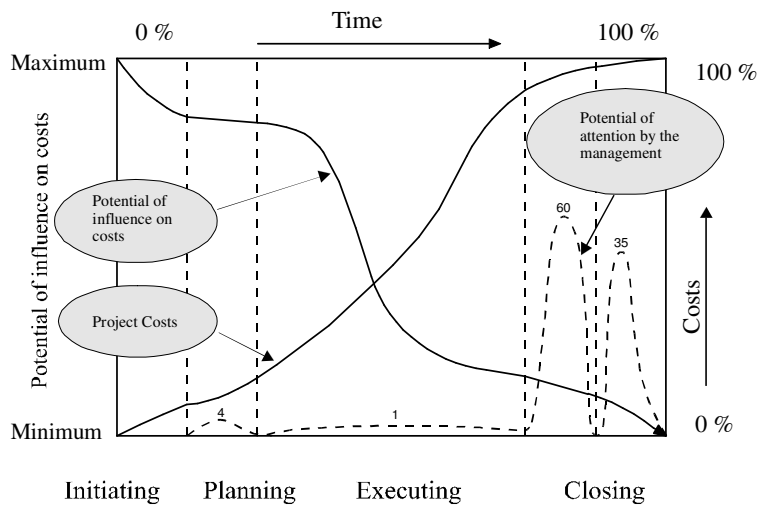 0 %
Time
100 %
Maximum
100 %
Potential of
attention by the
management
Potential of influence on costs
Potential of
influence on
costs
60
35
Costs
Project Costs
4
1
Minimum
0 %
Initiating
Planning
Executing
Closing